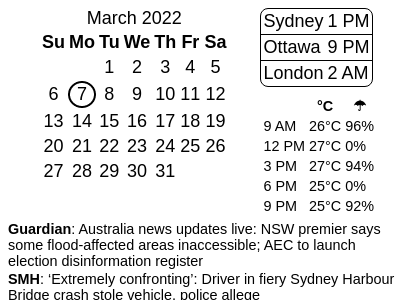 March 2022
Su Mo Tu We Th Fr Sa
1 2 3 4 5
6 7 8 9 10 11 12
13 14 15 16 17 18 19
20 21 22 23 24 25 26
27 28 29 30 31
Sydney 1 PM
Ottawa 9 PM
London 2 AM
°C ☂
9 AM 26°C 96%
12 PM 27°C 0%
3 PM 27°C 94%
6 PM 25°C 0%
9 PM 25°C 92%
Guardian: Australia news updates live: NSW premier says
some flood-affected areas inaccessible; AEC to launch
election disinformation register
SMH: ‘Extremely confronting’: Driver in fiery Sydney Harbour
Bridge crash stole vehicle, police allege